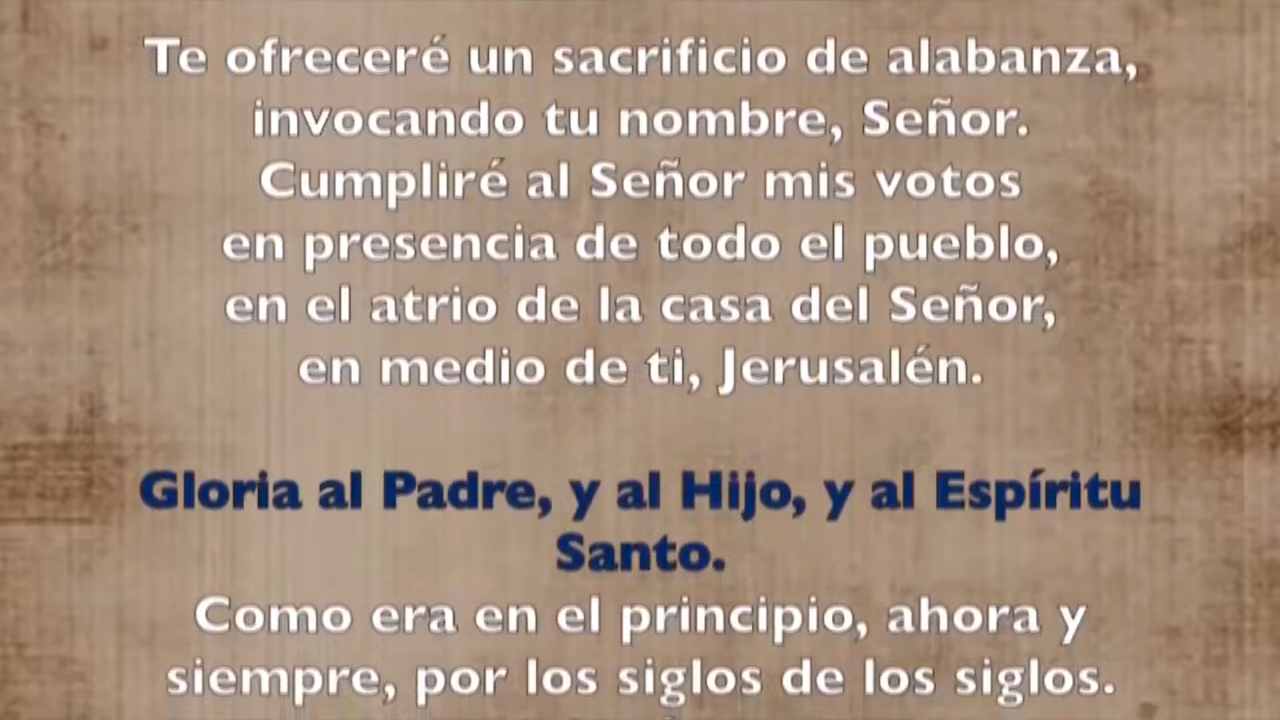 Te ofreceré un sacrificio de alabanza,
invocando tu nombre, Señor.
Cumpliré al Señor mis votos
en presencia de todo el pueblo,
en el atrio de la casa del Señor,
en medio de ti, Jerusalén.
Gloria al Padre, y al Hijo, y al Espíritu
Santo.
Como era en el principio, ahora y
siempre, por los siglos de los siglos.